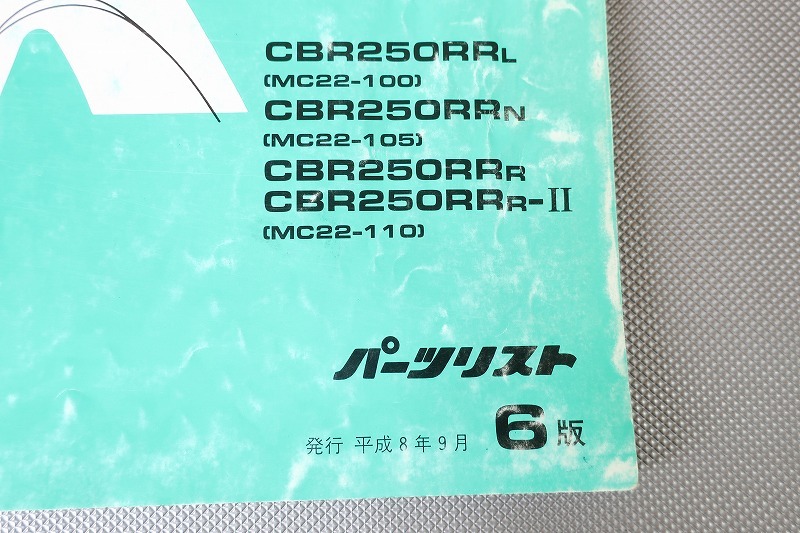 CBR250RRL
(MC22-100)
CBR250RRN
(MC22-105)
CBR250RRR
CBR250RRR-II
(MC22-110)
パーツリスト
発行 平成8年9月 6版